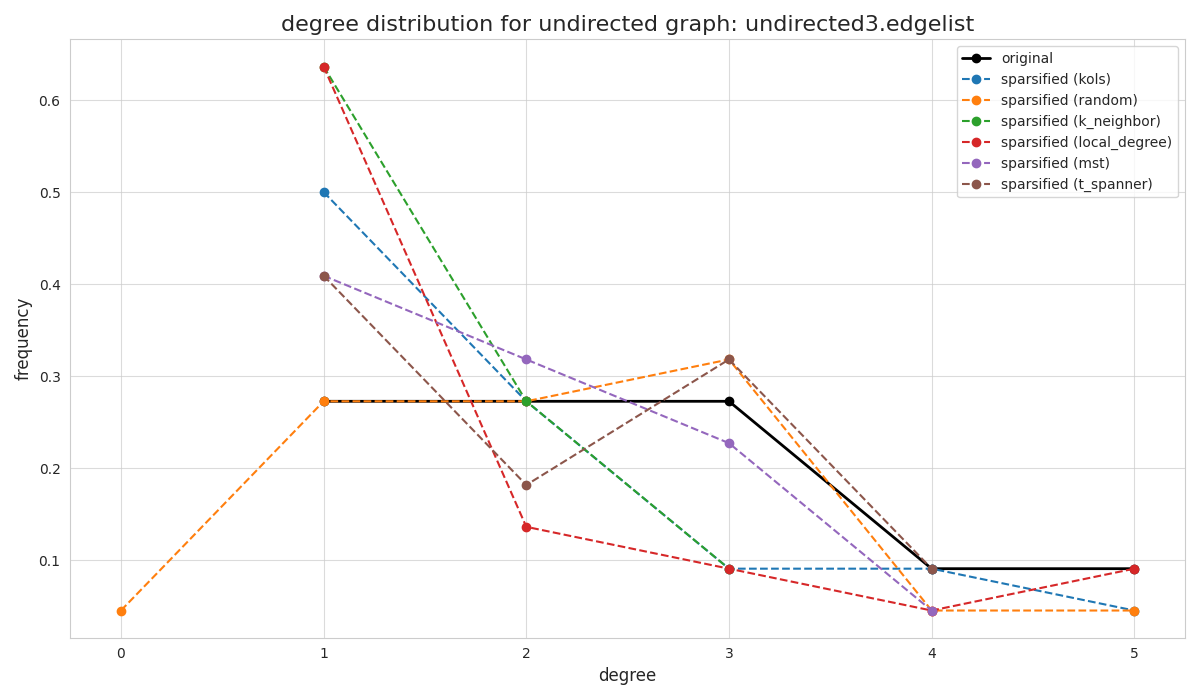 degree distribution for undirected graph: undirected3.edgelist
original
sparsified (kols)
sparsified (random)
sparsified (k_neighbor)
sparsified (local_degree)
sparsified (mst)
sparsified (t_spanner)
0.6
0.5
0.4
0.3
0.2
0.1
frequency
0 1 2 3 4 5
degree